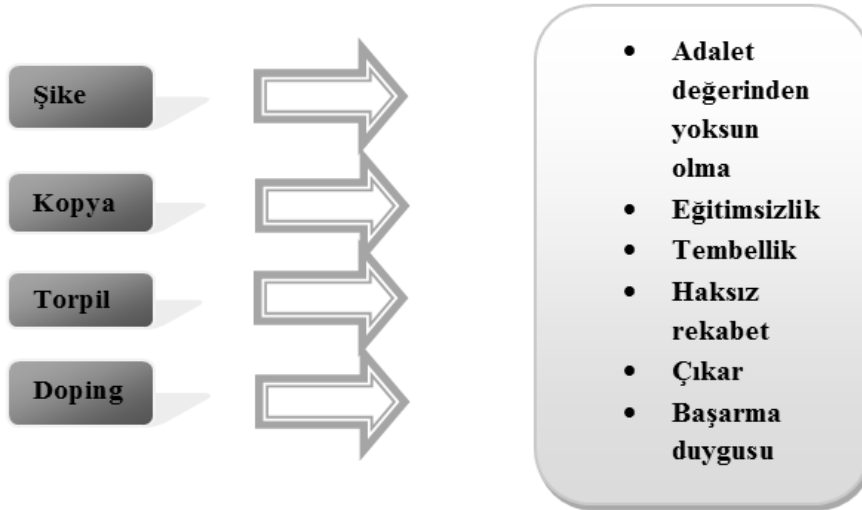 Şike
Kopya
Torpil
Doping
• Adalet
değerinden
yoksun
olma
• Eğitimsizlik
• Tembellik
• Haksız
rekabet
• Çıkar
• Başarma
duygusu